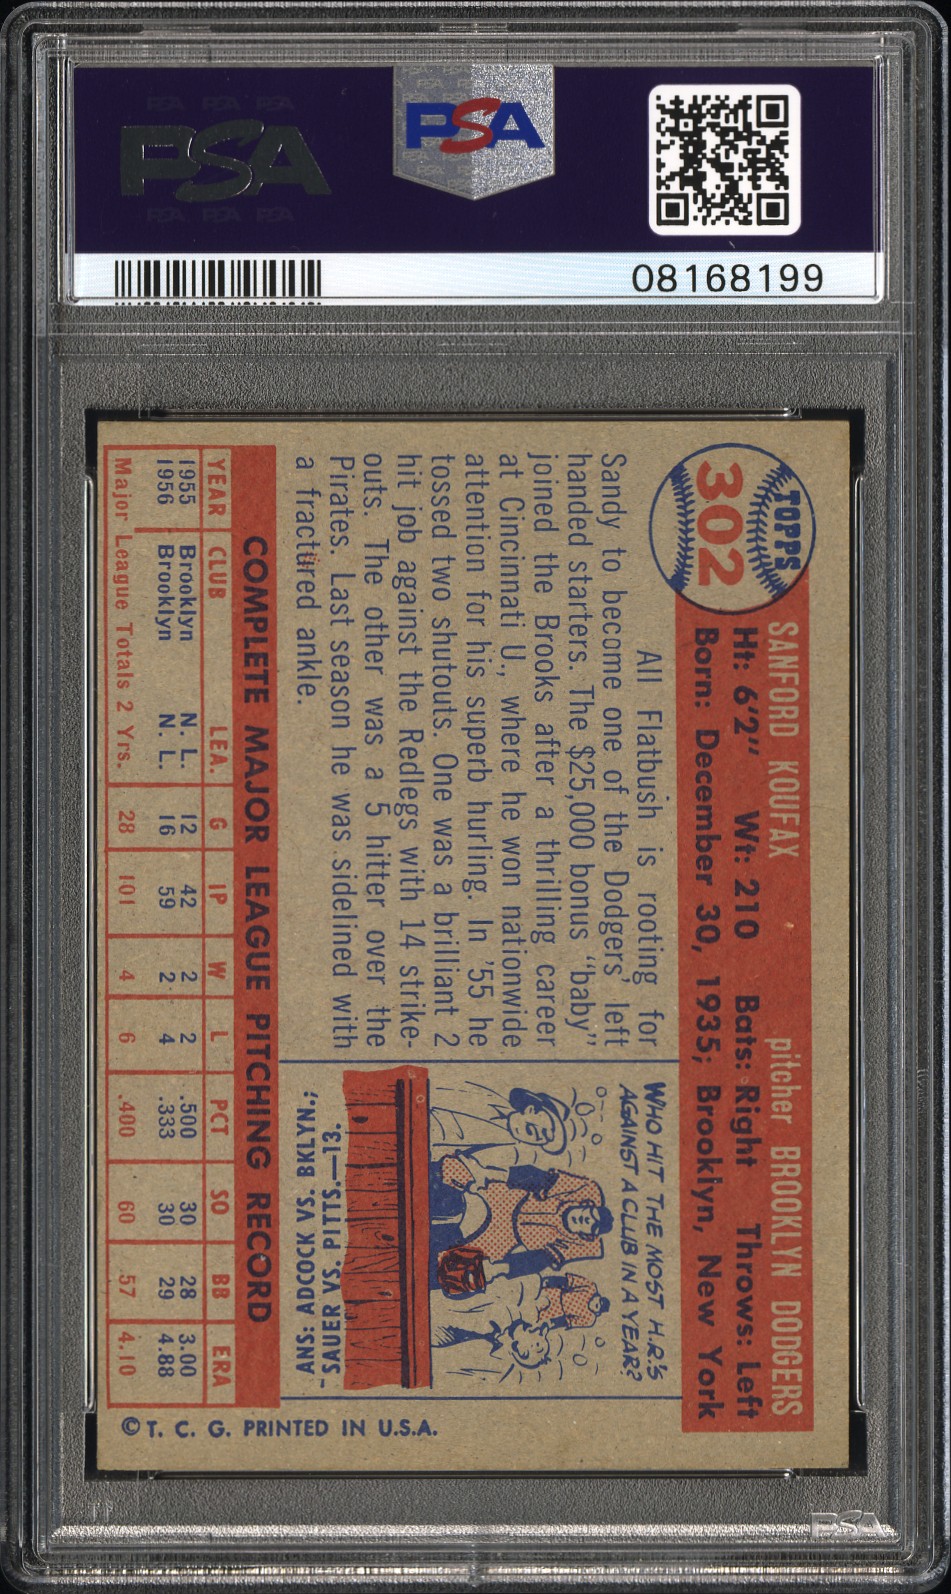 PSA PSA PSA
PSA
PSA PSA PSA
PSA
08168199
TOPPS
302
SANFORD KOUFAX pitcher BROOKLYN DODGERS
Ht: 6'2" Wt: 210 Bats: Right Throws: Left
Born: December 30, 1935; Brooklyn, New York
All Flatbush is rooting for
Sandy to become one of the Dodgers' left
handed starters. The $25,000 bonus "baby"
joined the Brooks after a thrilling career
at Cincinnati U., where he won nationwide
attention for his superb hurling. In '55 he
tossed two shutouts. One was a brilliant 2
hit job against the Redlegs with 14 strike-
outs. The other was a 5 hitter over the
Pirates. Last season he was sidelined with
a fractured ankle.
WHO HIT THE MOST H.R.'S
AGAINST A CLUB IN A YEAR?
ANS: ADCOCK VS. BKLYN.;
-SAUER VS. PITTS.—13.
COMPLETE MAJOR LEAGUE PITCHING RECORD
YEAR CLUB LEA. G IP W L PCT SO BB ERA
1955 Brooklyn N. L. 12 42 2 2 .500 30 28 3.00
1956 Brooklyn N. L. 16 59 2 4 .333 30 29 4.88
Major League Totals 2 Yrs. 28 101 4 6 .400 60 57 4.10
© T. C. G. PRINTED IN U.S.A.
PSA